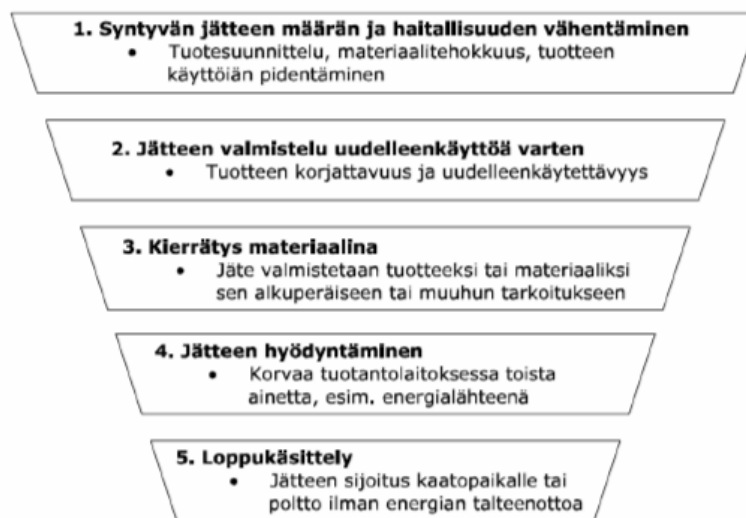 1. Syntyvän jätteen määrän ja haitallisuuden vähentäminen
• Tuotesuunnittelu, materiaalitehokkuus, tuotteen
käyttöiän pidentäminen
2. Jätteen valmistelu uudelleenkäyttöä varten
• Tuotteen korjattavuus ja uudelleenkäytettävyys
3. Kierrätys materiaalina
• Jäte valmistetaan tuotteeksi tai materiaaliksi
sen alkuperäiseen tai muuhun tarkoitukseen
4. Jätteen hyödyntäminen
• Korvaa tuotantolaitoksessa toista
ainetta, esim. energialähteenä
5. Loppukäsittely
• Jätteen sijoitus kaatopaikalle tai
poltto ilman energian talteenottoa